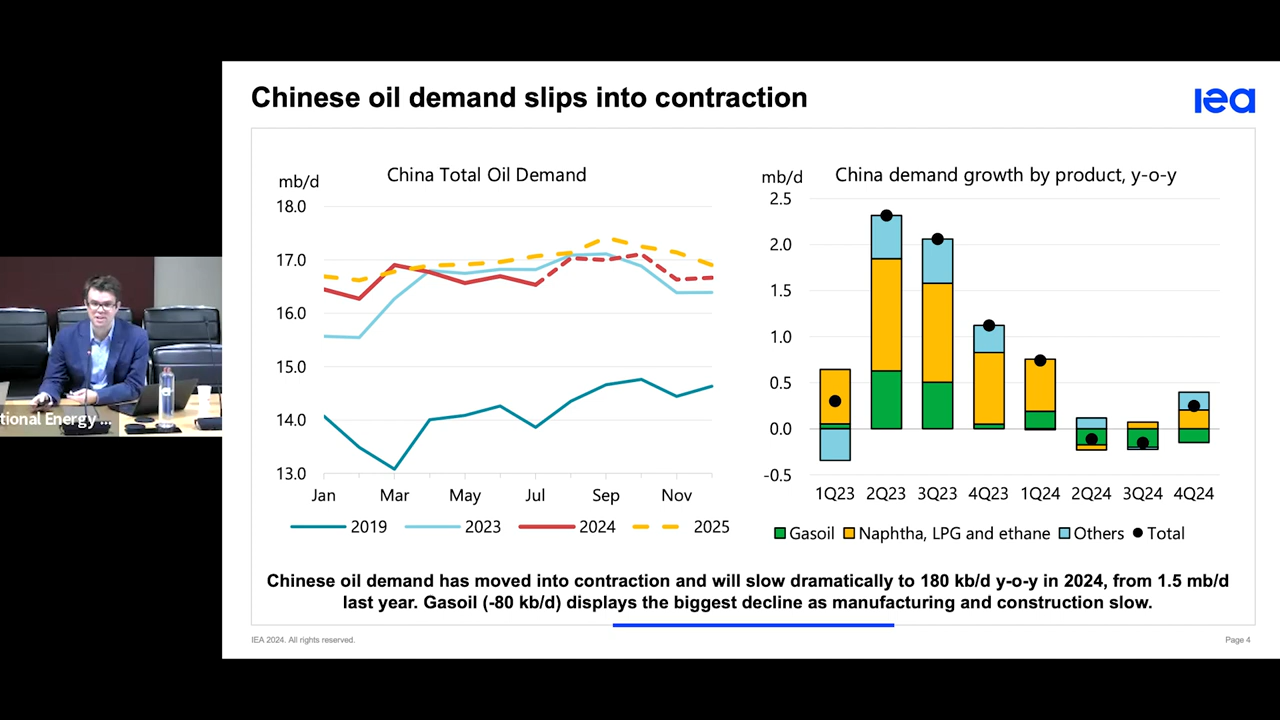 Chinese oil demand slips into contraction
iea
mb/d
China Total Oil Demand
18.0
17.0
16.0
15.0
14.0
13.0
Jan
Mar
May
Jul
Sep
Nov
2019
2023
2024
2025
mb/d
China demand growth by product, y-o-y
2.5
2.0
1.5
1.0
0.5
0.0
-0.5
1Q23
2Q23
3Q23
4Q23
1Q24
2Q24
3Q24
4Q24
Gasoil
Naphtha, LPG and ethane
Others
Total
Chinese oil demand has moved into contraction and will slow dramatically to 180 kb/d y-o-y in 2024, from 1.5 mb/d
last year. Gasoil (-80 kb/d) displays the biggest decline as manufacturing and construction slow.
IEA 2024. All rights reserved.
Page 4
tional Energy ...